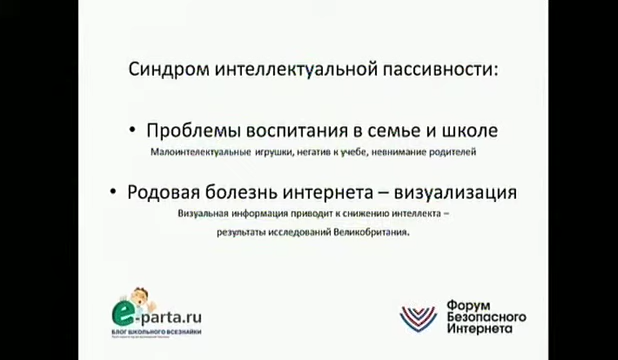 Синдром интеллектуальной пассивности:
• Проблемы воспитания в семье и школе
Малоинтелектуальные игрушки, негатив к учебе, невнимание родителей
• Родовая болезнь интернета – визуализация
Визуальная информация приводит к снижению интеллекта –
результаты исследований Великобритания.
e-parta.ru
БЛОГ ШКОЛЬНОГО ВСЕЗНАЙКИ
Форум
Безопасного
Интернета